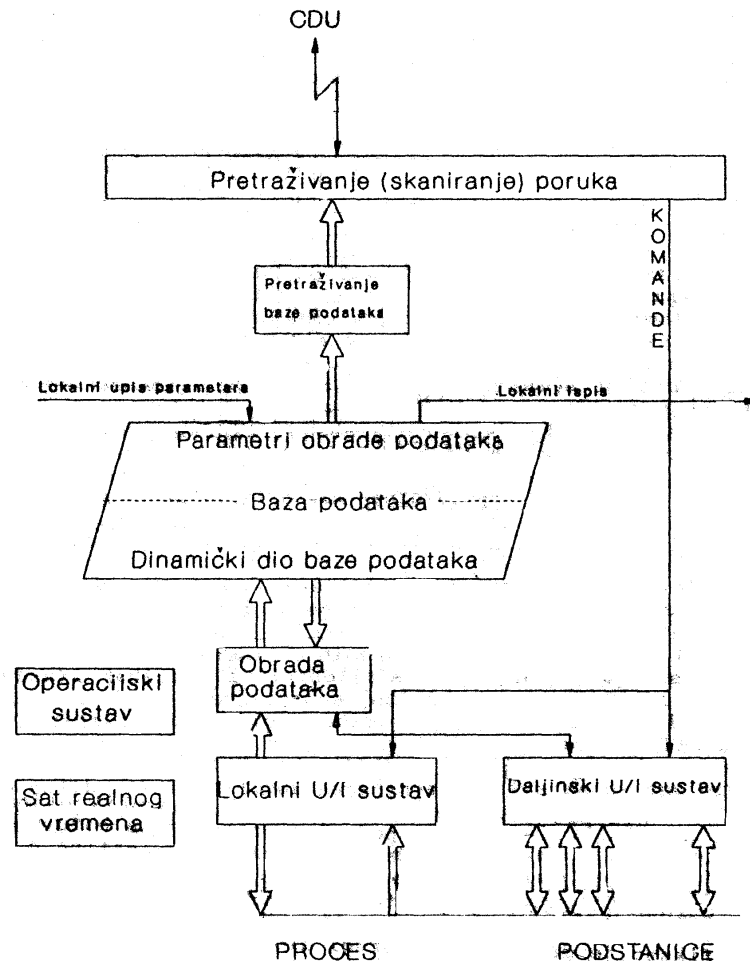 CDU
Pretraživanje (skaniranje) poruka
KOMANDE
Pretraživanje
baze podataka
Lokalni upis parametara
Lokalni ispis
Parametri obrade podataka
Baza podataka
Dinamički dio baze podataka
Obrada
podataka
Operacijski
sustav
Lokalni U/I sustav
Daljinski U/I sustav
Sat realnog
vremena
PROCES
PODSTANICE